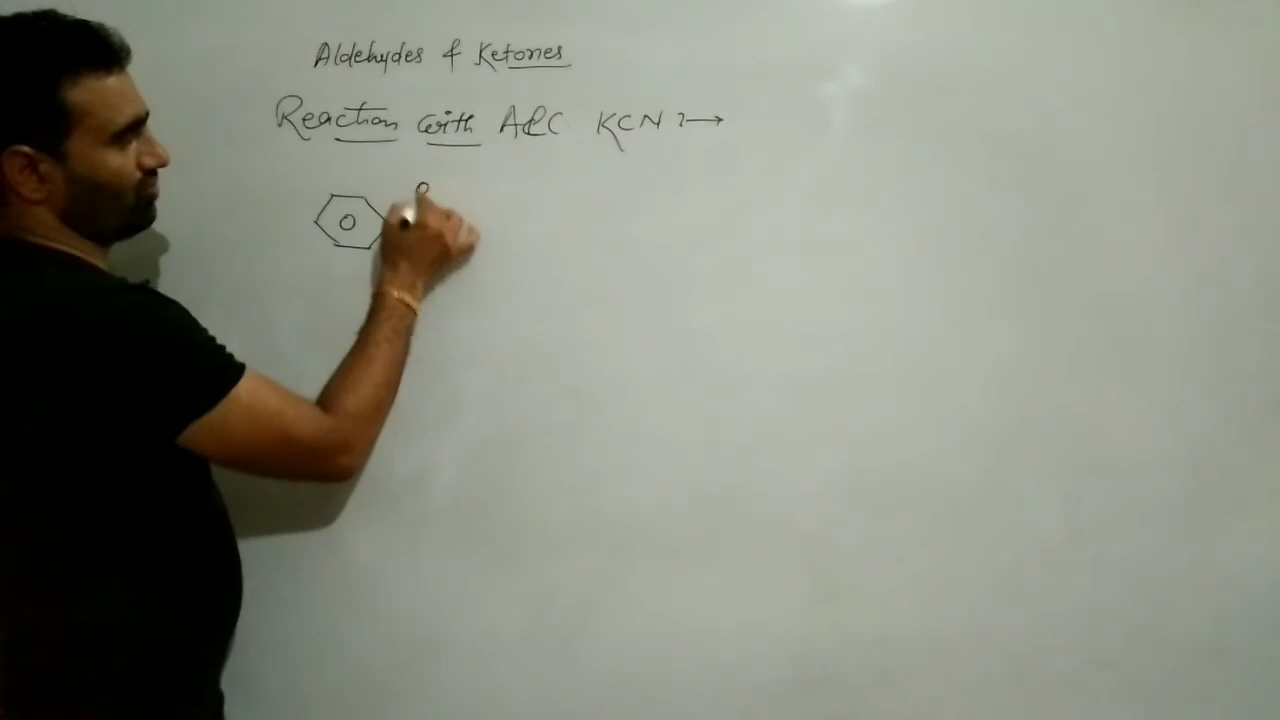 Aldehydes & Ketones
Reaction with Alc KCN :→
O
O